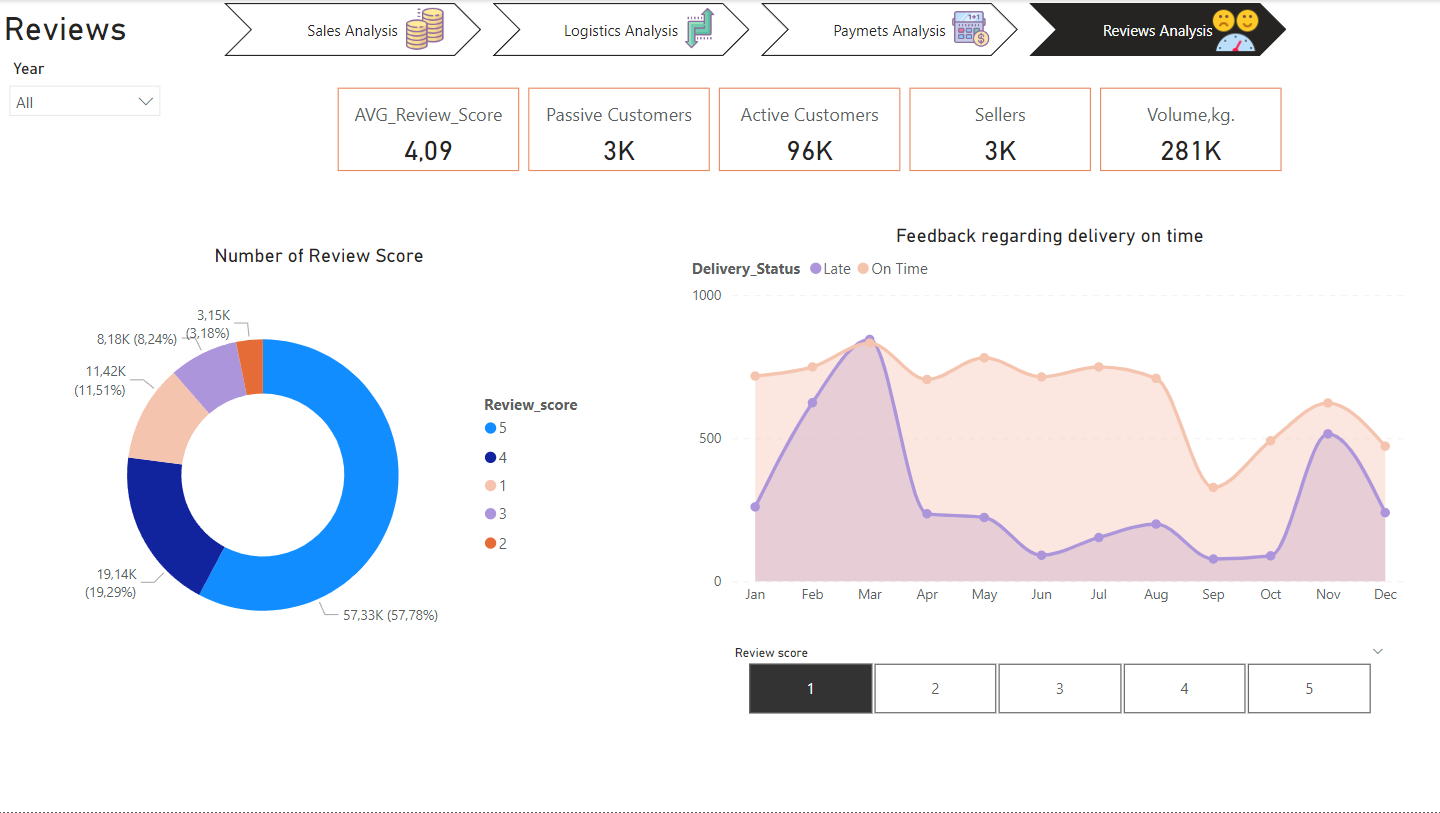 Reviews
Sales Analysis
Logistics Analysis
Paymets Analysis
Reviews Analysis
Year
All
AVG_Review_Score
4,09
Passive Customers
3K
Active Customers
96K
Sellers
3K
Volume,kg.
281K
Number of Review Score
3,15K
(3,18%)
8,18K (8,24%)
11,42K
(11,51%)
19,14K
(19,29%)
57,33K (57,78%)
Review_score
5
4
1
3
2
Feedback regarding delivery on time
Delivery_Status Late On Time
1000
500
0
Jan Feb Mar Apr May Jun Jul Aug Sep Oct Nov Dec
Review score
1 2 3 4 5